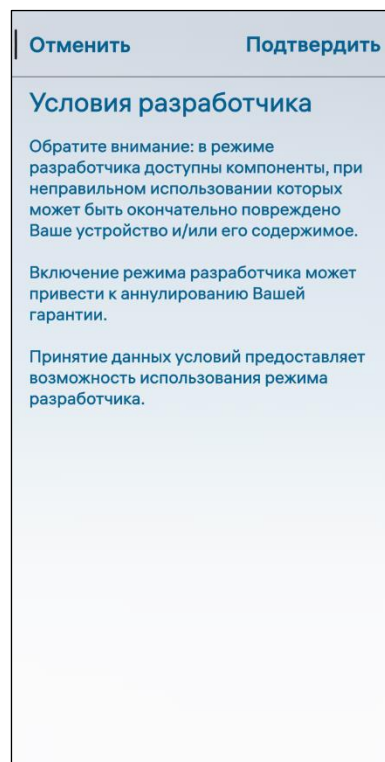 Отменить Подтвердить
Условия разработчика
Обратите внимание: в режиме
разработчика доступны компоненты, при
неправильном использовании которых
может быть окончательно повреждено
Ваше устройство и/или его содержимое.
Включение режима разработчика может
привести к аннулированию Вашей
гарантии.
Принятие данных условий предоставляет
возможность использования режима
разработчика.